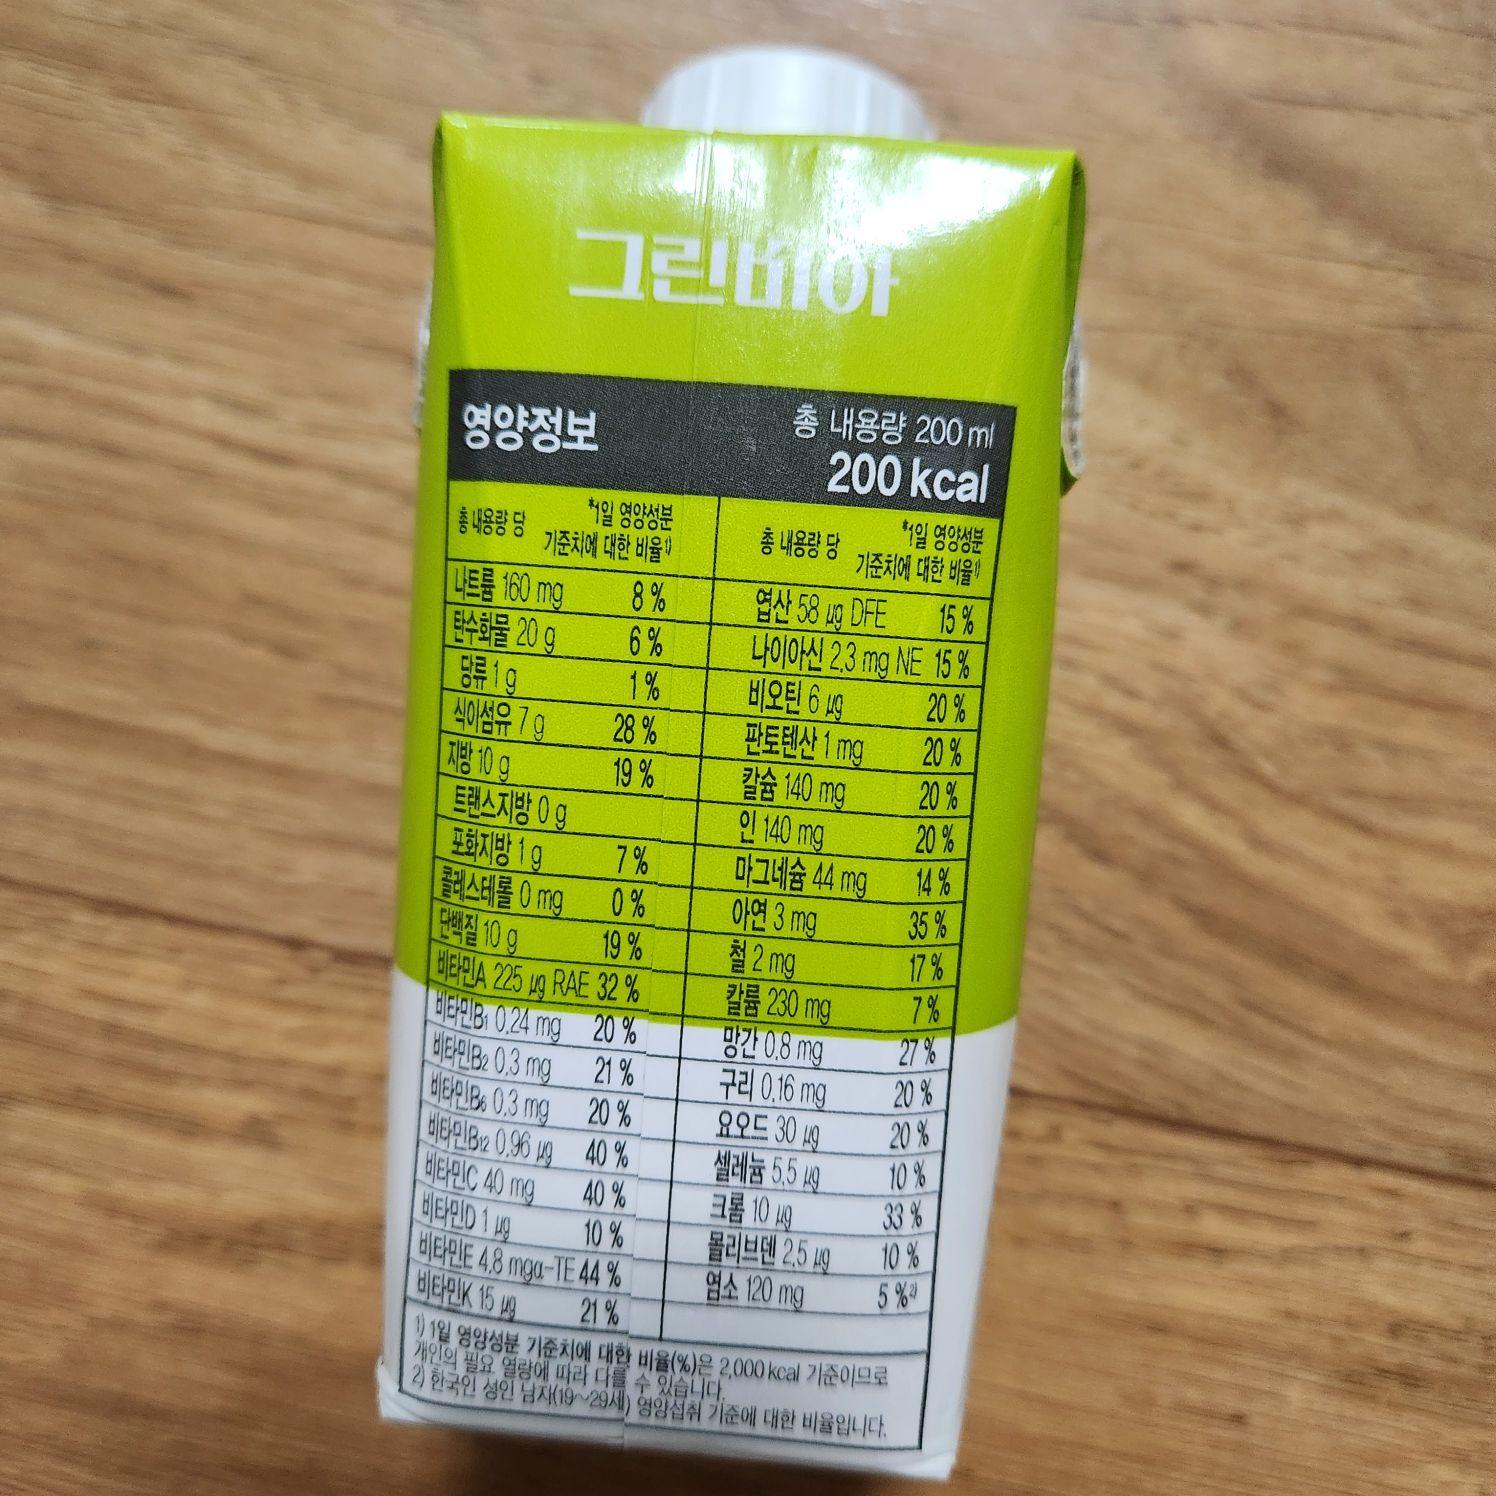 그린비아
영양정보
총 내용량 200 ml
200 kcal
총 내용량 당 *1일 영양성분
기준치에 대한 비율1)
나트륨 160 mg 8 %
탄수화물 20 g 6 %
당류 1 g 1 %
식이섬유 7 g 28 %
지방 10 g 19 %
트랜스지방 0 g
포화지방 1 g 7 %
콜레스테롤 0 mg 0 %
단백질 10 g 19 %
비타민A 225 μg RAE 32 %
비타민B1 0.24 mg 20 %
비타민B2 0.3 mg 21 %
비타민B6 0.3 mg 20 %
비타민B12 0.96 μg 40 %
비타민C 40 mg 40 %
비타민D 1 μg 10 %
비타민E 4.8 mgα-TE 44 %
비타민K 15 μg 21 %
총 내용량 당 *1일 영양성분
기준치에 대한 비율1)
엽산 58 μg DFE 15 %
나이아신 2.3 mg NE 15 %
비오틴 6 μg 20 %
판토텐산 1 mg 20 %
칼슘 140 mg 20 %
인 140 mg 20 %
마그네슘 44 mg 14 %
아연 3 mg 35 %
철 2 mg 17 %
칼륨 230 mg 7 %
망간 0.8 mg 27 %
구리 0.16 mg 20 %
요오드 30 μg 20 %
셀레늄 5.5 μg 10 %
크롬 10 μg 33 %
몰리브덴 2.5 μg 10 %
염소 120 mg 5 %2)
1) 1일 영양성분 기준치에 대한 비율(%)은 2,000 kcal 기준이므로
개인의 필요 열량에 따라 다를 수 있습니다.
2) 한국인 성인 남자(19~29세) 영양섭취 기준에 대한 비율입니다.